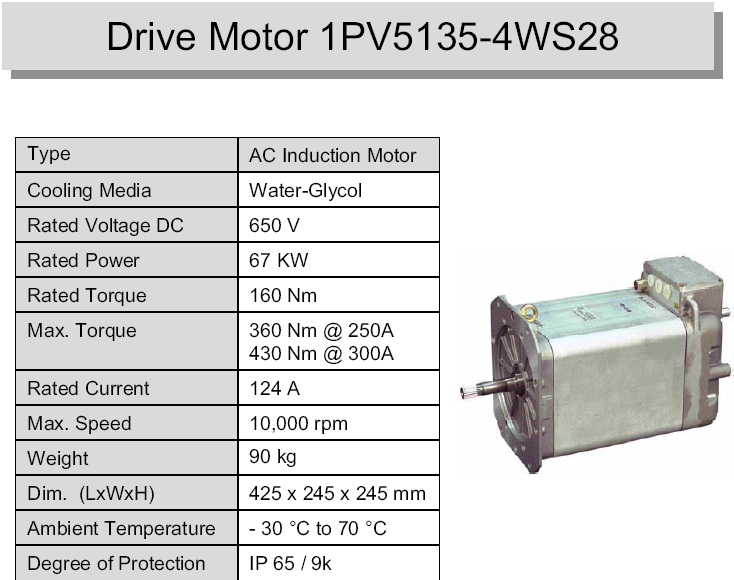 Drive Motor 1PV5135-4WS28
Type AC Induction Motor
Cooling Media Water-Glycol
Rated Voltage DC 650 V
Rated Power 67 KW
Rated Torque 160 Nm
Max. Torque 360 Nm @ 250A
430 Nm @ 300A
Rated Current 124 A
Max. Speed 10,000 rpm
Weight 90 kg
Dim. (LxWxH) 425 x 245 x 245 mm
Ambient Temperature - 30 °C to 70 °C
Degree of Protection IP 65 / 9k